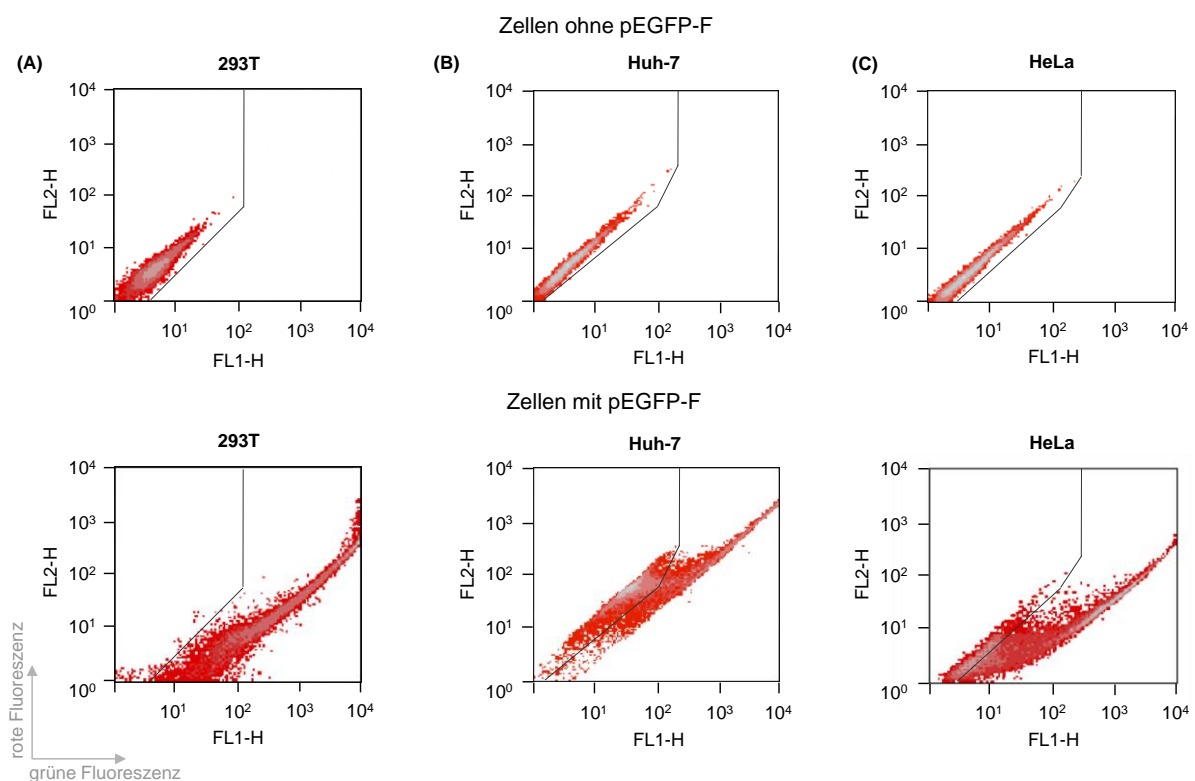 Zellen ohne pEGFP-F
(A) 293T (B) Huh-7 (C) HeLa
10⁴ 10⁴ 10⁴
10³ 10³ 10³
FL2-H FL2-H FL2-H
10² 10² 10²
10¹ 10¹ 10¹
10⁰ 10⁰ 10⁰
10¹ 10² 10³ 10⁴ 10¹ 10² 10³ 10⁴ 10¹ 10² 10³ 10⁴
FL1-H FL1-H FL1-H
Zellen mit pEGFP-F
293T Huh-7 HeLa
10⁴ 10⁴ 10⁴
10³ 10³ 10³
FL2-H FL2-H FL2-H
10² 10² 10²
10¹ 10¹ 10¹
10⁰ 10⁰ 10⁰
10¹ 10² 10³ 10⁴ 10¹ 10² 10³ 10⁴ 10¹ 10² 10³ 10⁴
FL1-H FL1-H FL1-H
rote Fluoreszenz
grüne Fluoreszenz